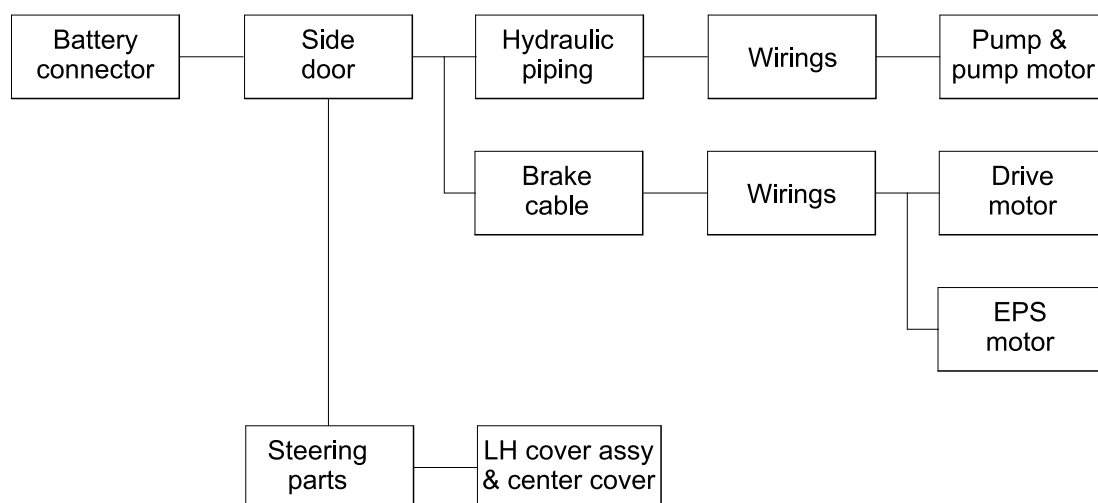 Battery
connector
Side
door
Hydraulic
piping
Wirings
Pump &
pump motor
Brake
cable
Wirings
Drive
motor
EPS
motor
Steering
parts
LH cover assy
& center cover